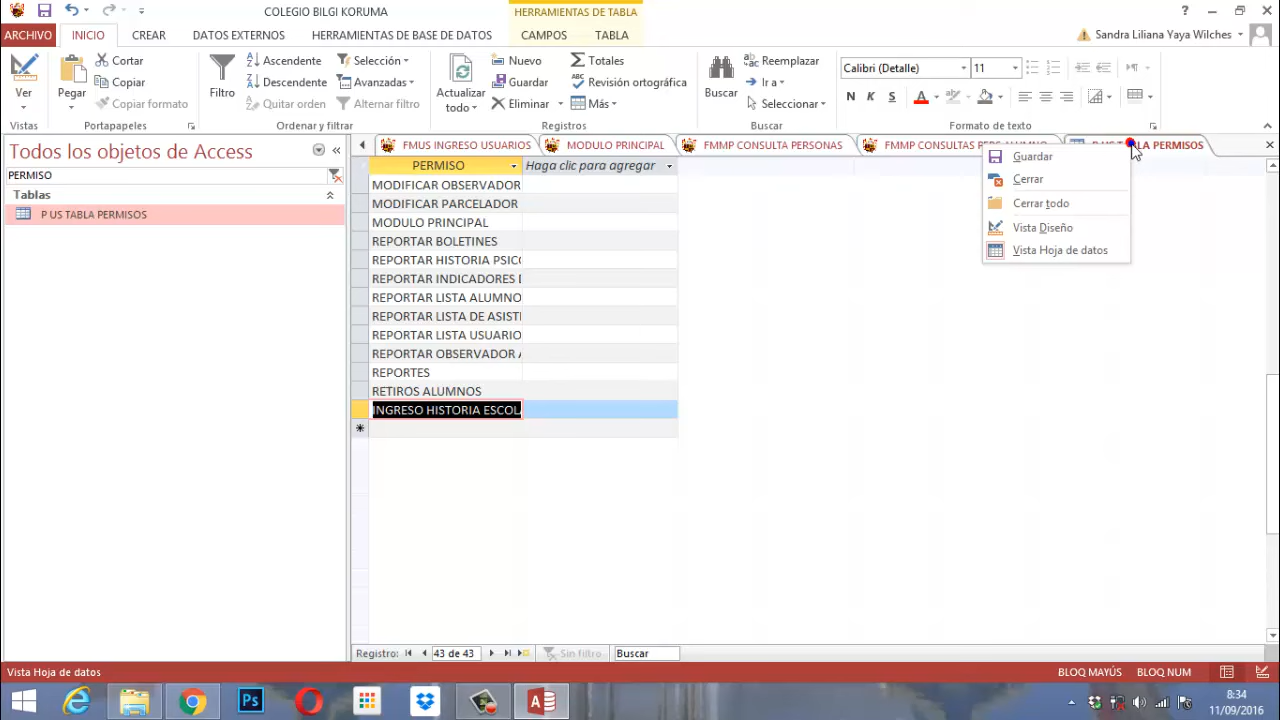 COLEGIO BILGI KORUMA
HERRAMIENTAS DE TABLA
?
ARCHIVO
INICIO
CREAR
DATOS EXTERNOS
HERRAMIENTAS DE BASE DE DATOS
CAMPOS
TABLA
Sandra Liliana Yaya Wilches
Ver
Vistas
Pegar
Cortar
Copiar
Copiar formato
Portapapeles
Filtro
Ascendente
Descendente
Quitar orden
Selección
Avanzadas
Alternar filtro
Ordenar y filtrar
Actualizar todo
Nuevo
Guardar
Eliminar
Totales
Revisión ortográfica
Más
Registros
Buscar
Reemplazar
Ir a
Seleccionar
Buscar
Calibri (Detalle)
11
N K S
Formato de texto
Todos los objetos de Access
PERMISO
Tablas
P US TABLA PERMISOS
FMUS INGRESO USUARIOS
MODULO PRINCIPAL
FMMP CONSULTA PERSONAS
FMMP CONSULTAS
PERMISO
Haga clic para agregar
MODIFICAR OBSERVADOR
MODIFICAR PARCELADOR
MODULO PRINCIPAL
REPORTAR BOLETINES
REPORTAR HISTORIA PSICO
REPORTAR INDICADORES D
REPORTAR LISTA ALUMNO
REPORTAR LISTA DE ASISTE
REPORTAR LISTA USUARIO
REPORTAR OBSERVADOR A
REPORTES
RETIROS ALUMNOS
INGRESO HISTORIA ESCOLA
Guardar
Cerrar
Cerrar todo
Vista Diseño
Vista Hoja de datos
Registro:
43 de 43
Sin filtro
Buscar
Vista Hoja de datos
BLOQ MAYÚS
BLOQ NUM
Ps
8:34
11/09/2016